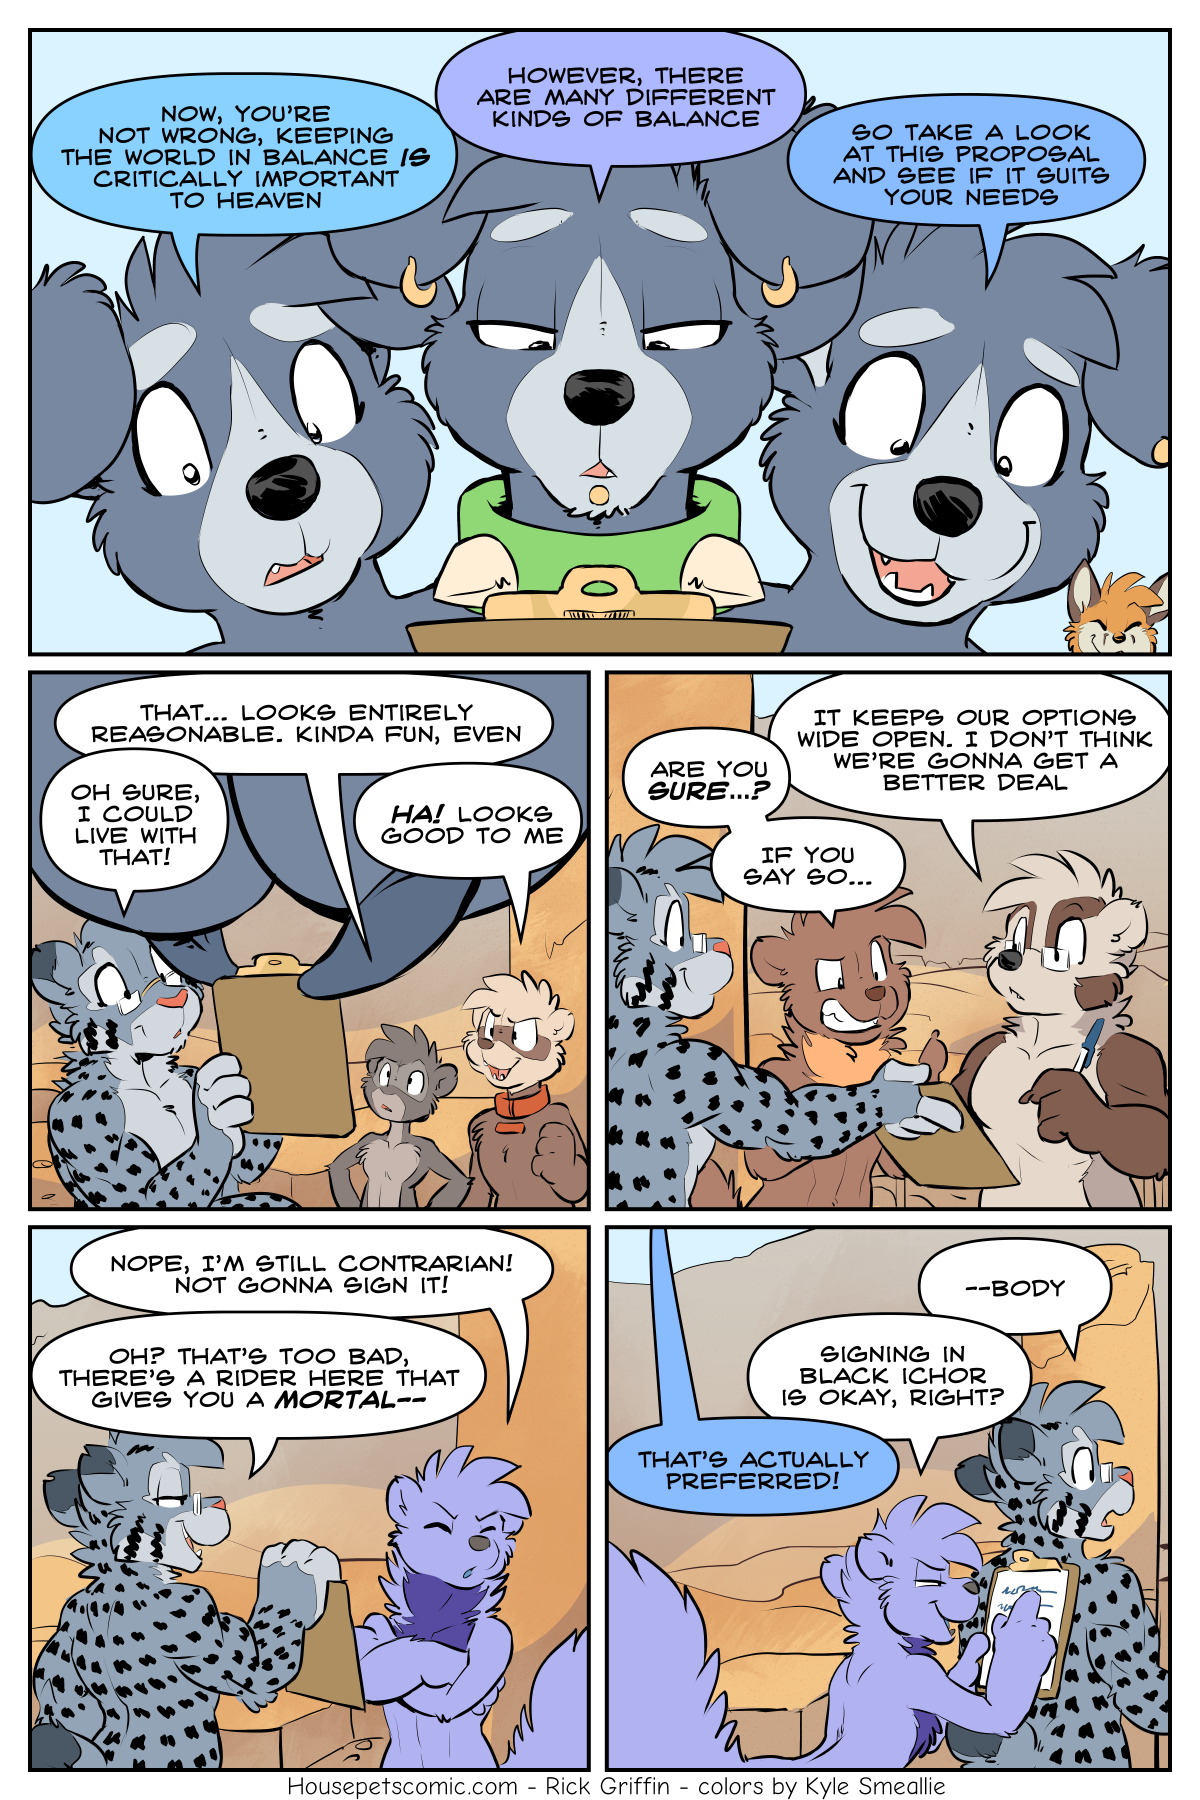 NOW, YOU'RE
NOT WRONG, KEEPING
THE WORLD IN BALANCE IS
CRITICALLY IMPORTANT
TO HEAVEN
HOWEVER, THERE
ARE MANY DIFFERENT
KINDS OF BALANCE
SO TAKE A LOOK
AT THIS PROPOSAL
AND SEE IF IT SUITS
YOUR NEEDS
THAT... LOOKS ENTIRELY
REASONABLE. KINDA FUN, EVEN
OH SURE,
I COULD
LIVE WITH
THAT!
HA! LOOKS
GOOD TO ME
IT KEEPS OUR OPTIONS
WIDE OPEN. I DON'T THINK
WE'RE GONNA GET A
BETTER DEAL
ARE YOU
SURE...?
IF YOU
SAY SO...
NOPE, I'M STILL CONTRARIAN!
NOT GONNA SIGN IT!
OH? THAT'S TOO BAD,
THERE'S A RIDER HERE THAT
GIVES YOU A MORTAL--
--BODY
SIGNING IN
BLACK ICHOR
IS OKAY, RIGHT?
THAT'S ACTUALLY
PREFERRED!
Housepetscomic.com - Rick Griffin - colors by Kyle Smeallie